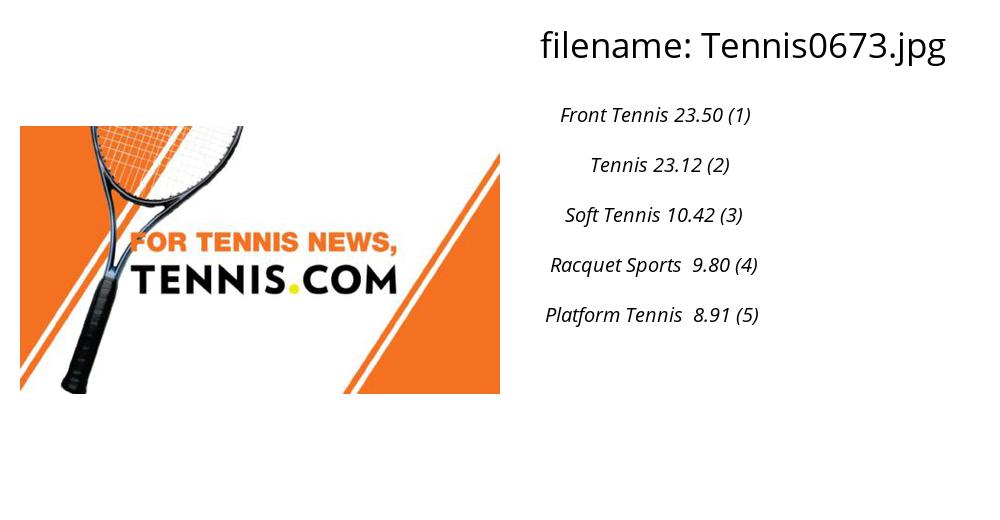 filename: Tennis0673.jpg
Front Tennis 23.50 (1)
Tennis 23.12 (2)
Soft Tennis 10.42 (3)
Racquet Sports  9.80 (4)
Platform Tennis  8.91 (5)
FOR TENNIS NEWS,
TENNIS.COM